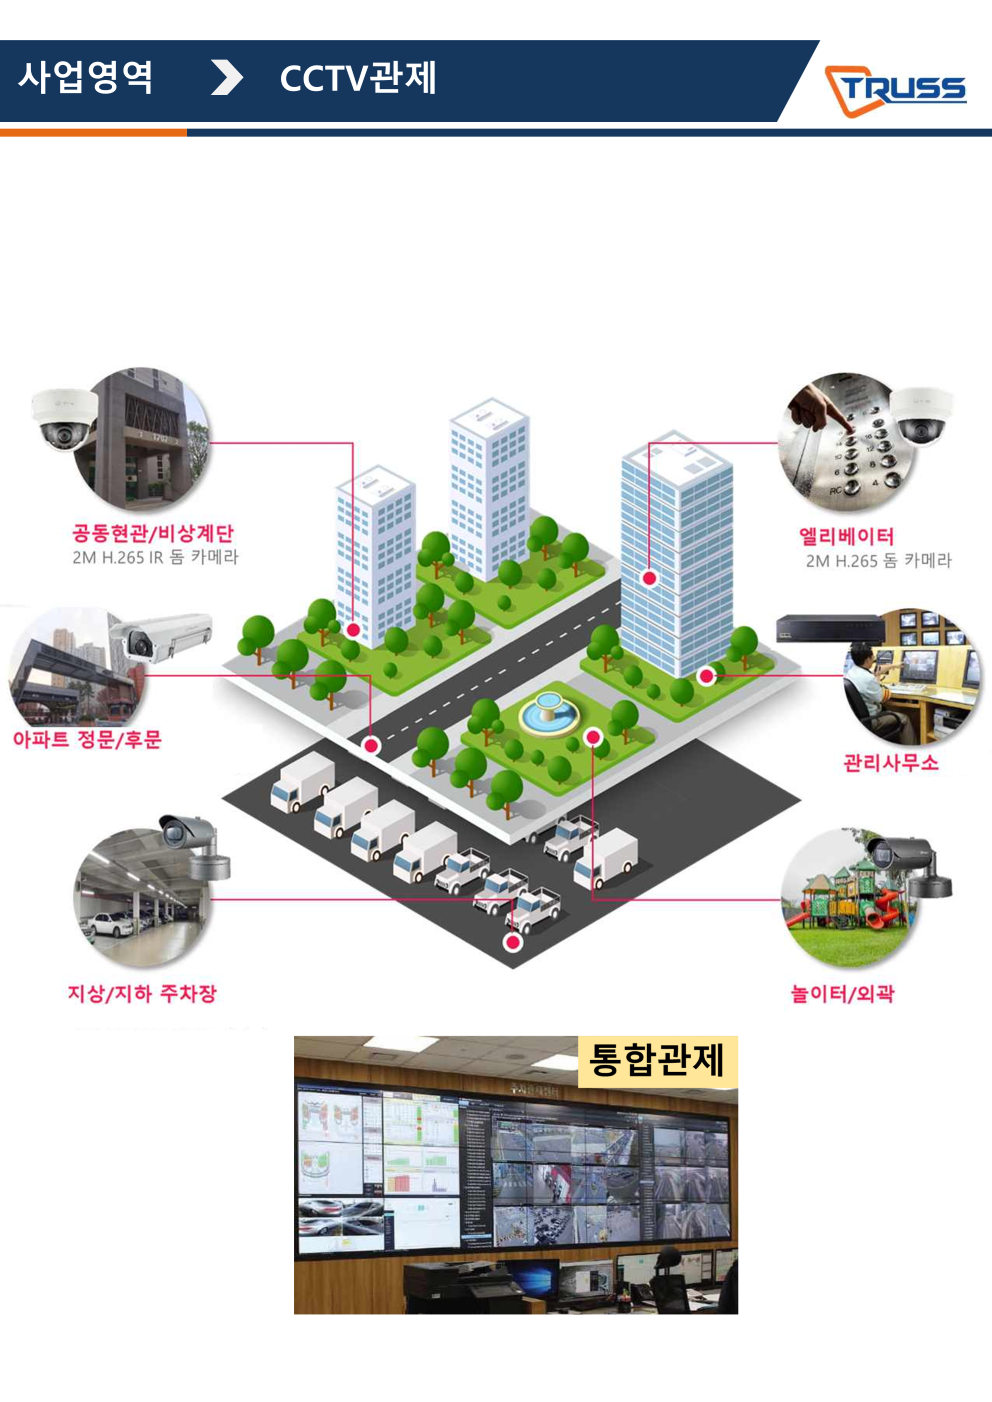 사업영역
CCTV관제
TRUSS
공동현관/비상계단
2M H.265 IR 돔 카메라
엘리베이터
2M H.265 돔 카메라
아파트 정문/후문
관리사무소
지상/지하 주차장
놀이터/외곽
통합관제